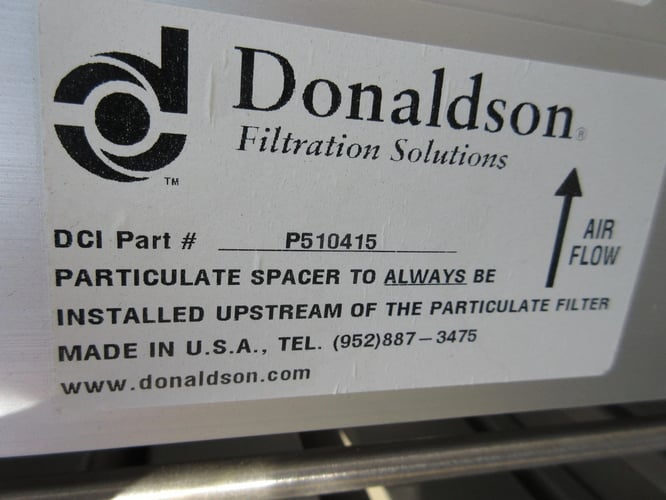 Donaldson®
Filtration Solutions
TM
AIR
FLOW
DCI Part # P510415
PARTICULATE SPACER TO ALWAYS BE
INSTALLED UPSTREAM OF THE PARTICULATE FILTER
MADE IN U.S.A., TEL. (952)887-3475
www.donaldson.com